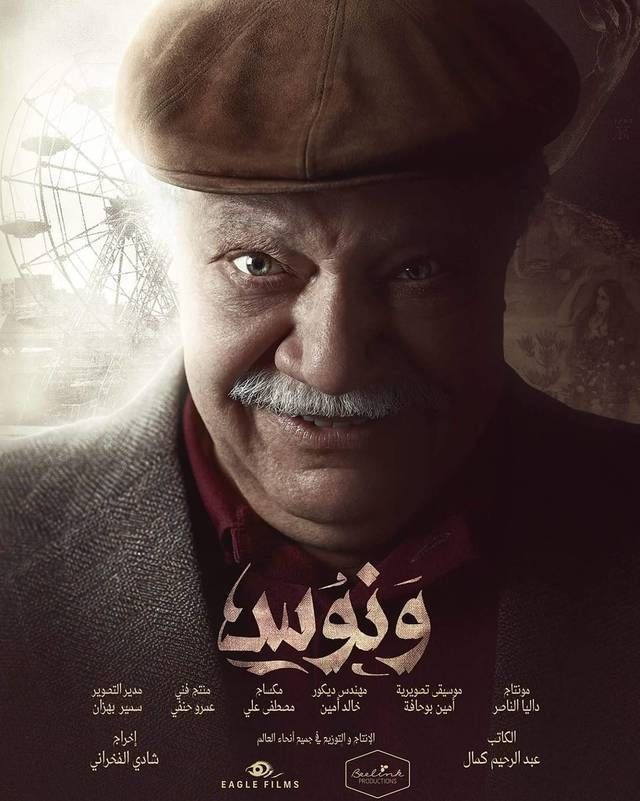 ونوس
مونتاج
داليا الناصر
موسيقى تصويرية
أمين بوحافة
مهندس ديكور
خالد أمين
مكساج
مصطفى علي
منتج فني
عمرو حنفي
مدير التصوير
سمير بهزان
الكاتب
عبد الرحيم كمال
الإنتاج و التوزيع في جميع أنحاء العالم
إخراج
شادي الفخراني
Beelink
PRODUCTIONS
EAGLE FILMS